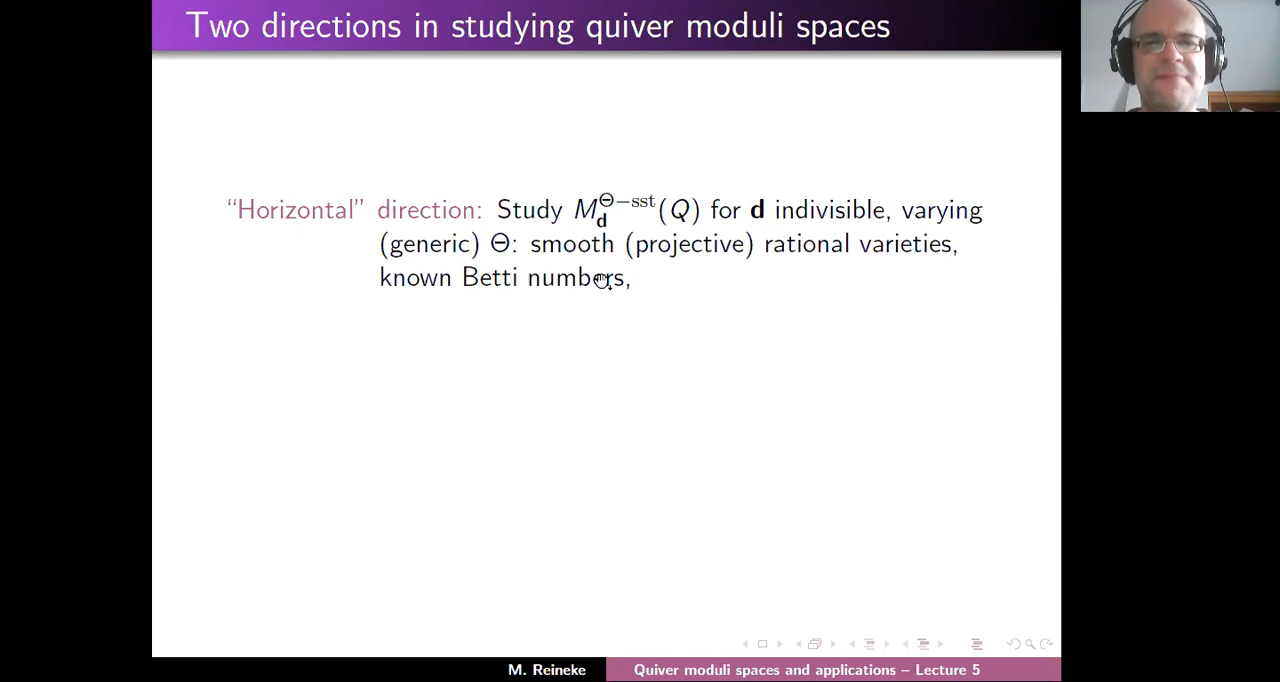 Two directions in studying quiver moduli spaces
“Horizontal” direction: Study M_𝐝^{Θ−sst}(Q) for 𝐝 indivisible, varying
(generic) Θ: smooth (projective) rational varieties,
known Betti numbers,
M. Reineke Quiver moduli spaces and applications – Lecture 5